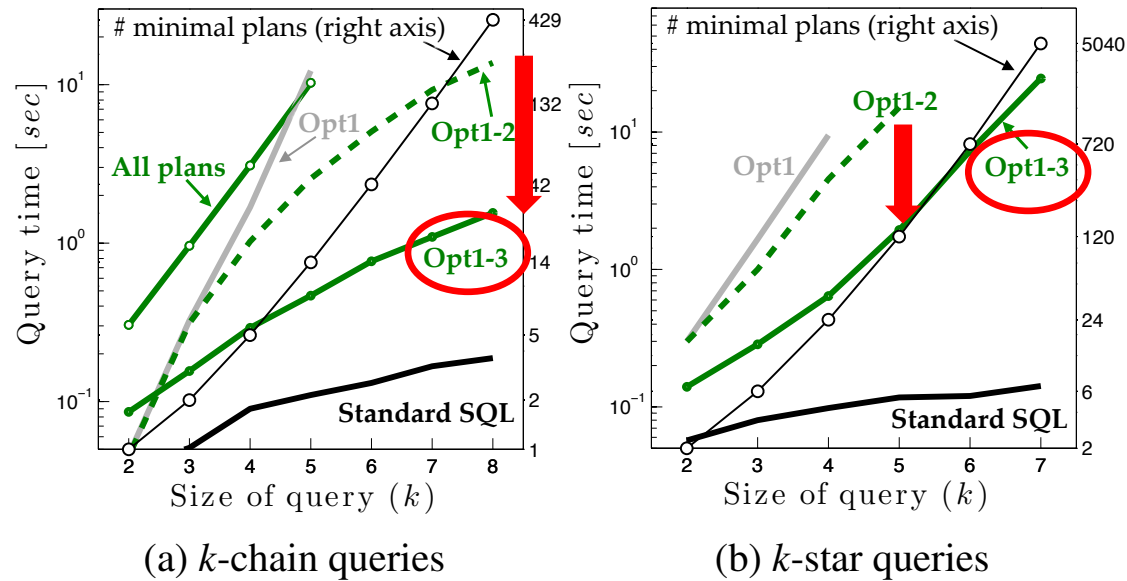 # minimal plans (right axis)
Query time [sec]
10^1
10^0
10^-1
429
132
42
14
5
2
1
All plans
Opt1
Opt1-2
Opt1-3
Standard SQL
2 3 4 5 6 7 8
Size of query (k)
(a) k-chain queries
# minimal plans (right axis)
Query time [sec]
10^1
10^0
10^-1
5040
720
120
24
6
2
Opt1
Opt1-2
Opt1-3
Standard SQL
2 3 4 5 6 7
Size of query (k)
(b) k-star queries